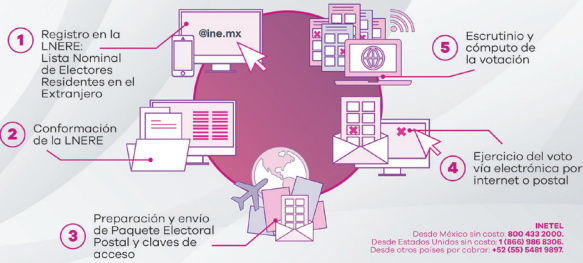 1
Registro en la
LNERE:
Lista Nominal
de Electores
Residentes en el
Extranjero
@ine.mx
2
Conformación
de la LNERE
3
Preparación y envío
de Paquete Electoral
Postal y claves de
acceso
4
Ejercicio del voto
vía electrónica por
internet o postal
5
Escrutinio y
cómputo de
la votación
INETEL
Desde México sin costo: 800 433 2000.
Desde Estados Unidos sin costo: 1 (866) 986 8306.
Desde otros países por cobrar: +52 (55) 5481 9897.